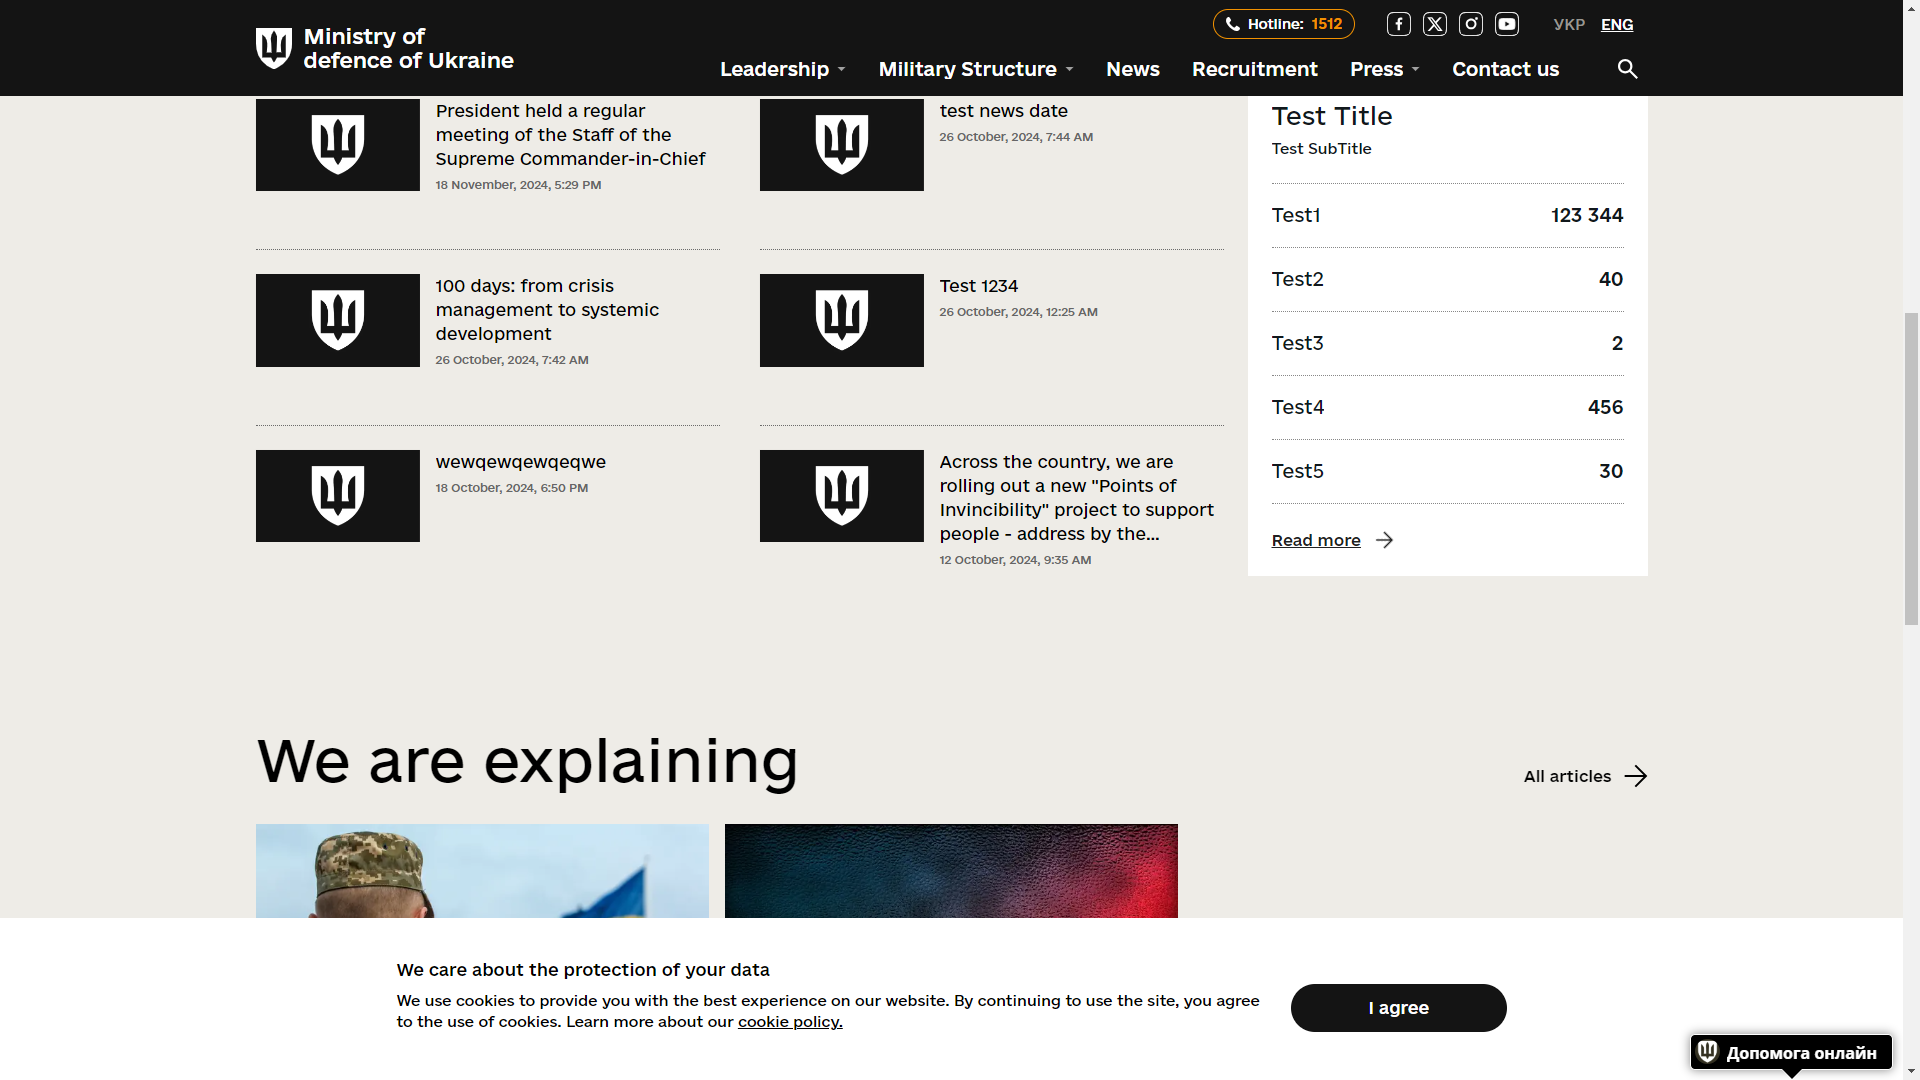 Ministry of
defence of Ukraine
Hotline: 1512
УКР ENG
Leadership
Military Structure
News
Recruitment
Press
Contact us
President held a regular
meeting of the Staff of the
Supreme Commander-in-Chief
18 November, 2024, 5:29 PM
test news date
26 October, 2024, 7:44 AM
100 days: from crisis
management to systemic
development
26 October, 2024, 7:42 AM
Test 1234
26 October, 2024, 12:25 AM
wewqewqewqeqwe
18 October, 2024, 6:50 PM
Across the country, we are
rolling out a new "Points of
Invincibility" project to support
people - address by the...
12 October, 2024, 9:35 AM
Test Title
Test SubTitle
Test1 123 344
Test2 40
Test3 2
Test4 456
Test5 30
Read more
We are explaining
All articles
We care about the protection of your data
We use cookies to provide you with the best experience on our website. By continuing to use the site, you agree
to the use of cookies. Learn more about our cookie policy.
I agree
Допомога онлайн